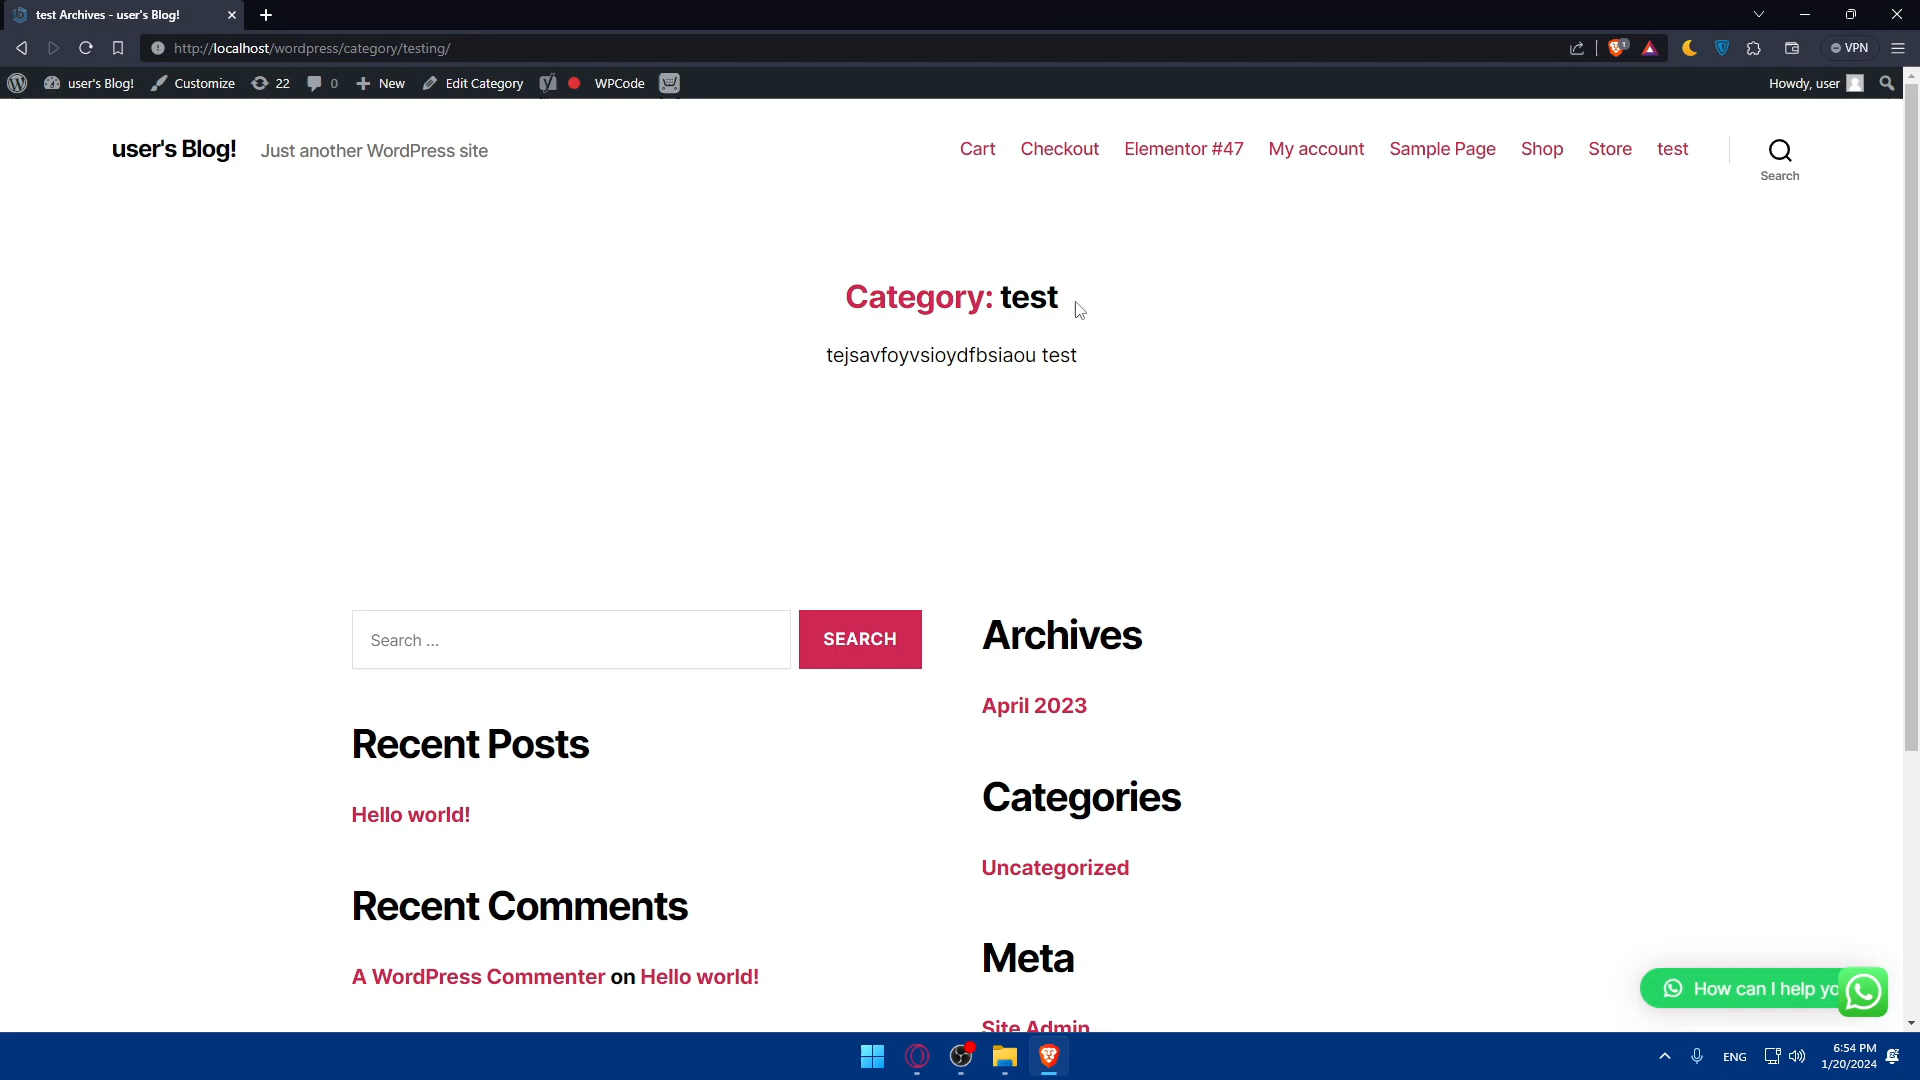 test Archives - user's Blog!
http://localhost/wordpress/category/testing/
1
VPN
user's Blog!
Customize
22
0
New
Edit Category
WPCode
Howdy, user
user's Blog!
Just another WordPress site
Cart
Checkout
Elementor #47
My account
Sample Page
Shop
Store
test
Search
Category: test
tejsavfoyvsioydfbsiaou test
Search ...
SEARCH
Recent Posts
Hello world!
Recent Comments
A WordPress Commenter on Hello world!
Archives
April 2023
Categories
Uncategorized
Meta
Site Admin
How can I help yo
ENG
6:54 PM
1/20/2024